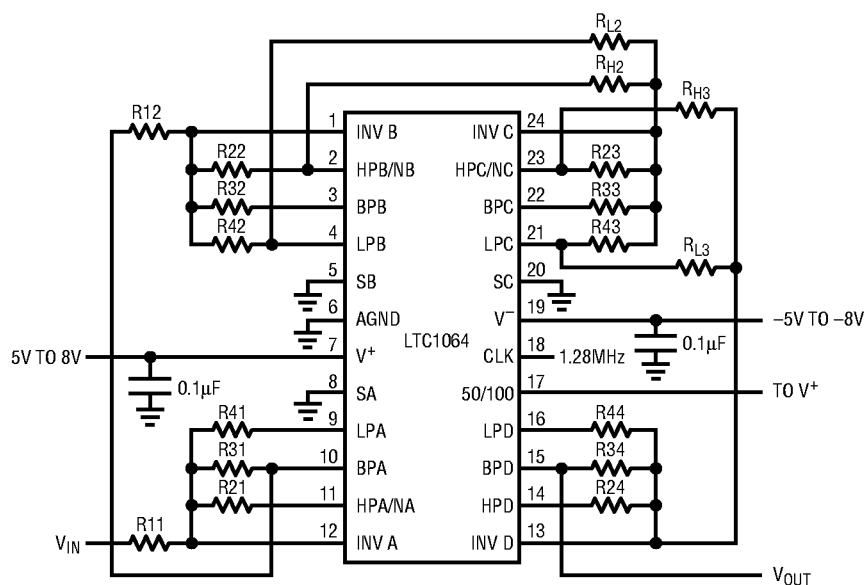 RL2
RH2
RH3
R12
1 INV B INV C 24
R22 2 HPB/NB HPC/NC 23 R23
R32 3 BPB BPC 22 R33
R42 4 LPB LPC 21 R43
RL3
5 SB SC 20
6 AGND V– 19 –5V TO –8V
LTC1064
5V TO 8V 7 V+ CLK 18 1.28MHz 0.1µF
0.1µF 8 SA 50/100 17 TO V+
R41 9 LPA LPD 16 R44
R31 10 BPA BPD 15 R34
R21 11 HPA/NA HPD 14 R24
VIN R11 12 INV A INV D 13
VOUT